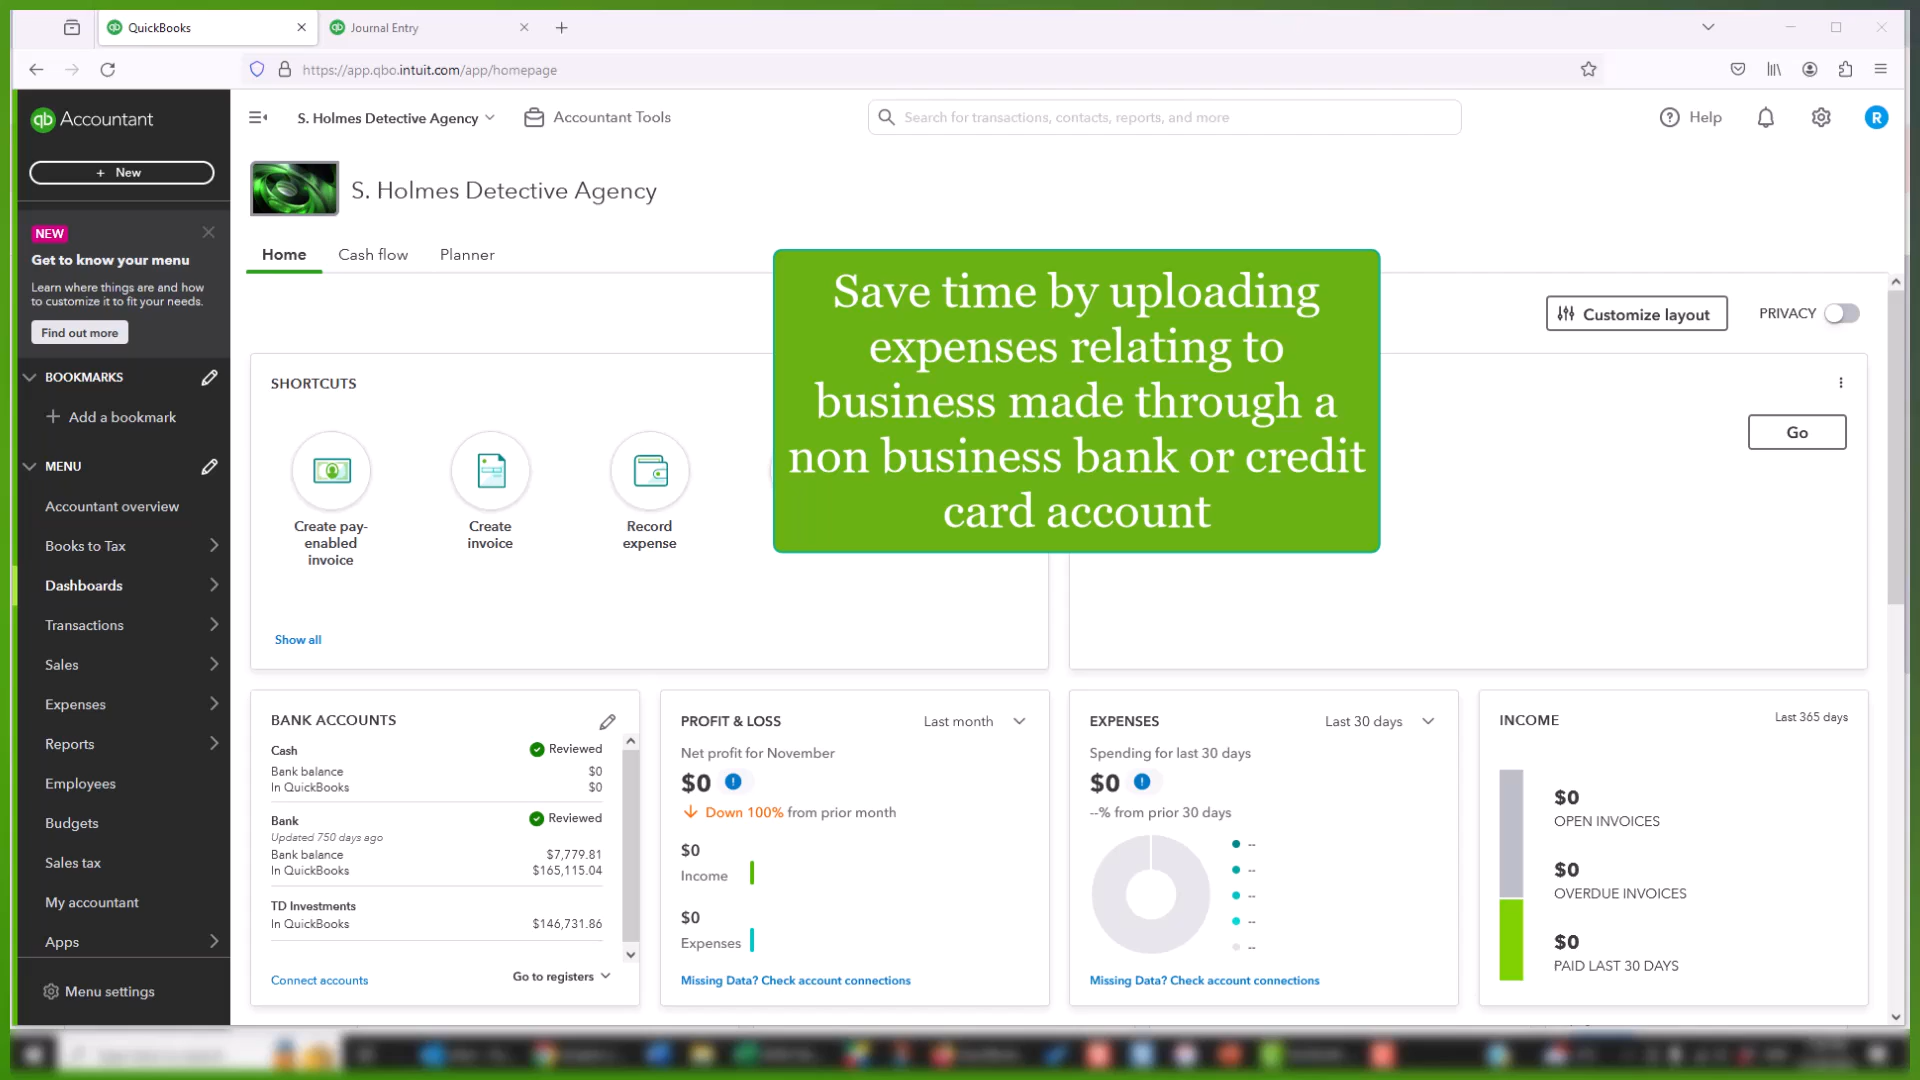 QuickBooks
Journal Entry
https://app.qbo.intuit.com/app/homepage
qb Accountant
S. Holmes Detective Agency
Accountant Tools
Search for transactions, contacts, reports, and more
Help
R
+ New
S. Holmes Detective Agency
NEW
Get to know your menu
Learn where things are and how
to customize it to fit your needs.
Find out more
Home
Cash flow
Planner
Save time by uploading
expenses relating to
business made through a
non business bank or credit
card account
Customize layout
PRIVACY
BOOKMARKS
Add a bookmark
MENU
Accountant overview
Books to Tax
Dashboards
Transactions
Sales
Expenses
Reports
Employees
Budgets
Sales tax
My accountant
Apps
Menu settings
SHORTCUTS
Create pay-
enabled
invoice
Create
invoice
Record
expense
Show all
Go
BANK ACCOUNTS
Cash
Reviewed
Bank balance $0
In QuickBooks $0
Bank
Reviewed
Updated 750 days ago
Bank balance $7,779.81
In QuickBooks $165,115.04
TD Investments
In QuickBooks $146,731.86
Connect accounts
Go to registers
PROFIT & LOSS
Last month
Net profit for November
$0
Down 100% from prior month
$0
Income
$0
Expenses
Missing Data? Check account connections
EXPENSES
Last 30 days
Spending for last 30 days
$0
--% from prior 30 days
--
--
--
--
--
Missing Data? Check account connections
INCOME
Last 365 days
$0
OPEN INVOICES
$0
OVERDUE INVOICES
$0
PAID LAST 30 DAYS